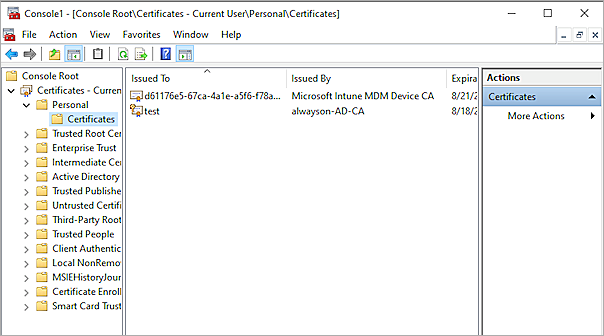 Console1 - [Console Root\Certificates - Current User\Personal\Certificates]
File Action View Favorites Window Help
Console Root
Certificates - Curren
Personal
Certificates
Trusted Root Cer
Enterprise Trust
Intermediate Cer
Active Directory
Trusted Publishe
Untrusted Certifi
Third-Party Root
Trusted People
Client Authentic
Local NonRemo
MSIEHistoryJour
Certificate Enroll
Smart Card Trust
Issued To Issued By Expira
d61176e5-67ca-4a1e-a5f6-f78a... Microsoft Intune MDM Device CA 8/21/2
test alwayson-AD-CA 8/18/2
Actions
Certificates
More Actions